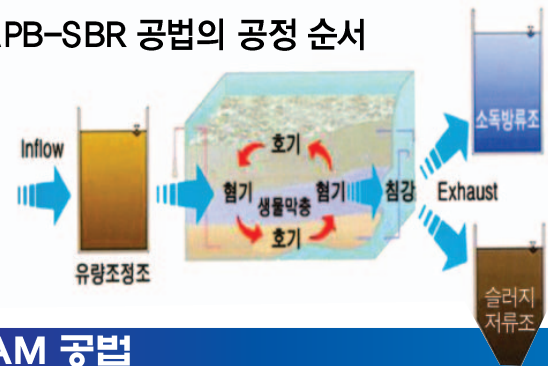 APB-SBR 공법의 공정 순서
Inflow
유량조정조
호기
혐기
생물막층
혐기
호기
침강
Exhaust
소독방류조
슬러지
저류조
AM 공법